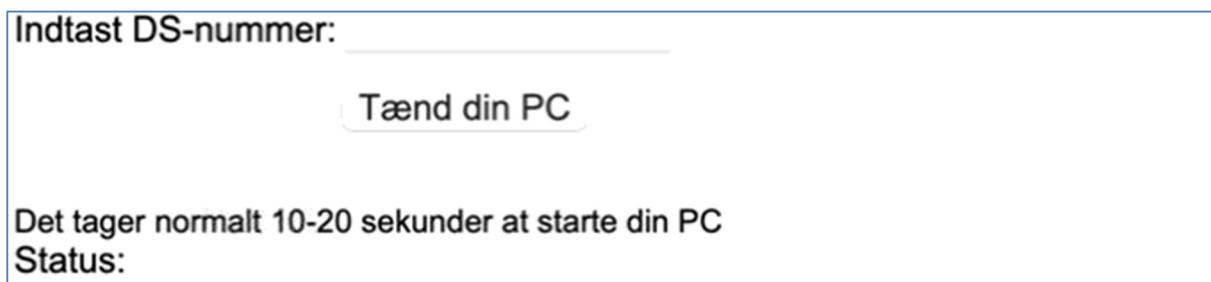 Indtast DS-nummer:
Tænd din PC
Det tager normalt 10-20 sekunder at starte din PC
Status: